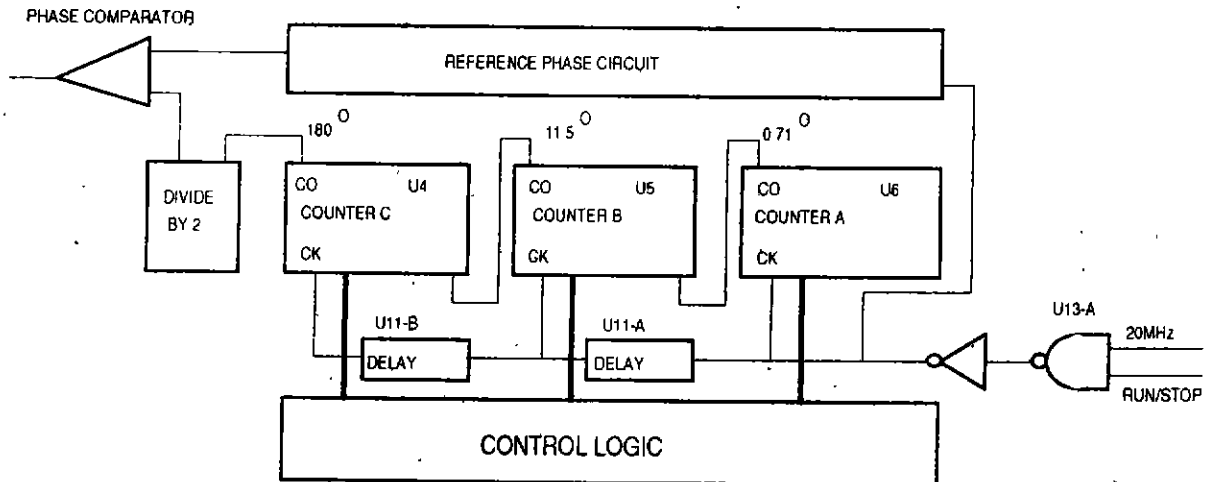 PHASE COMPARATOR
REFERENCE PHASE CIRCUIT
180 O
11 5 O
0 71 O
DIVIDE
BY 2
CO U4
COUNTER C
CK
CO U5
COUNTER B
CK
CO U6
COUNTER A
CK
U11-B
DELAY
U11-A
DELAY
U13-A
20MHz
RUN/STOP
CONTROL LOGIC